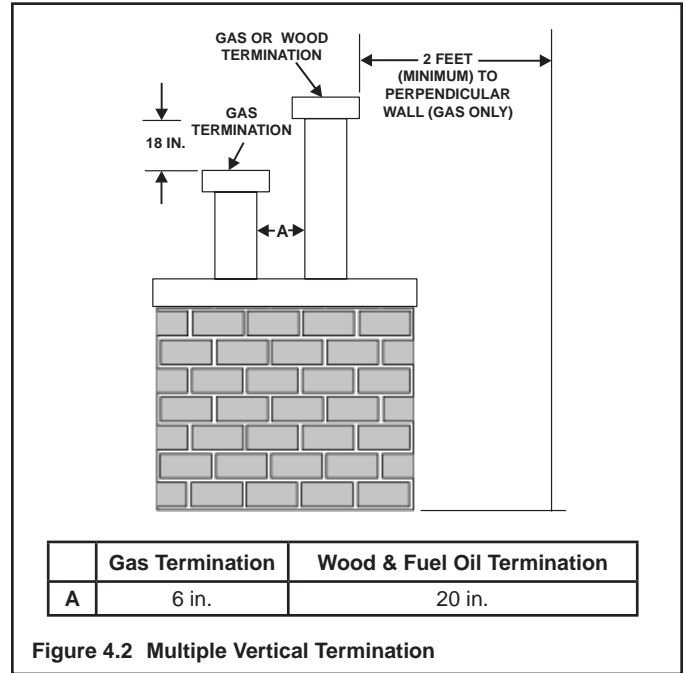 GAS OR WOOD
TERMINATION
2 FEET
(MINIMUM) TO
PERPENDICULAR
WALL (GAS ONLY)
GAS
TERMINATION
18 IN.
A
Gas Termination Wood & Fuel Oil Termination
A 6 in. 20 in.
Figure 4.2 Multiple Vertical Termination